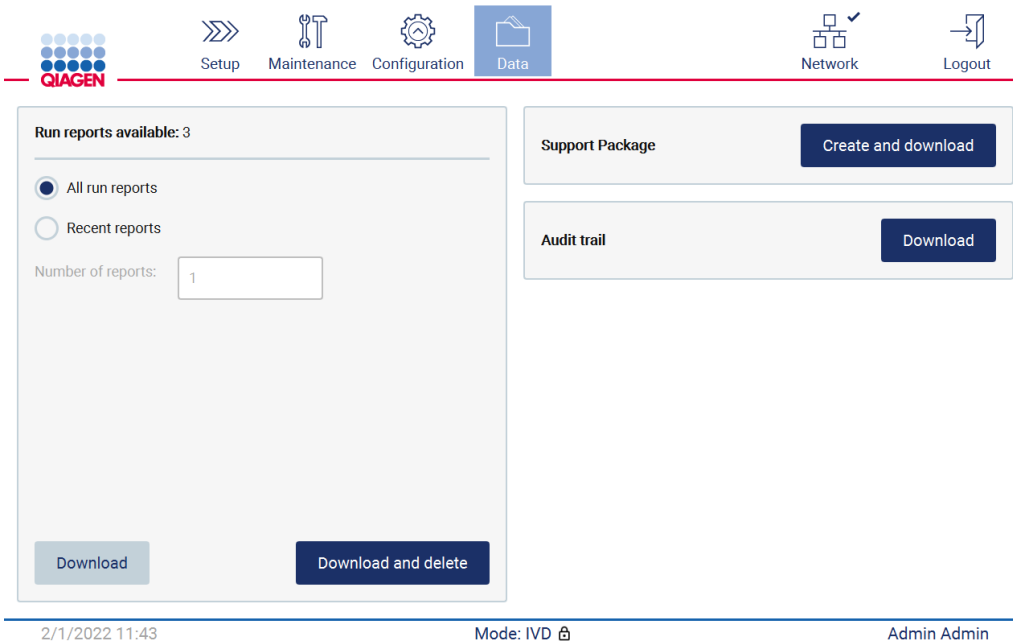 QIAGEN
Setup
Maintenance
Configuration
Data
Network
Logout
Run reports available: 3
All run reports
Recent reports
Number of reports: 1
Download
Download and delete
Support Package
Create and download
Audit trail
Download
2/1/2022 11:43
Mode: IVD
Admin Admin